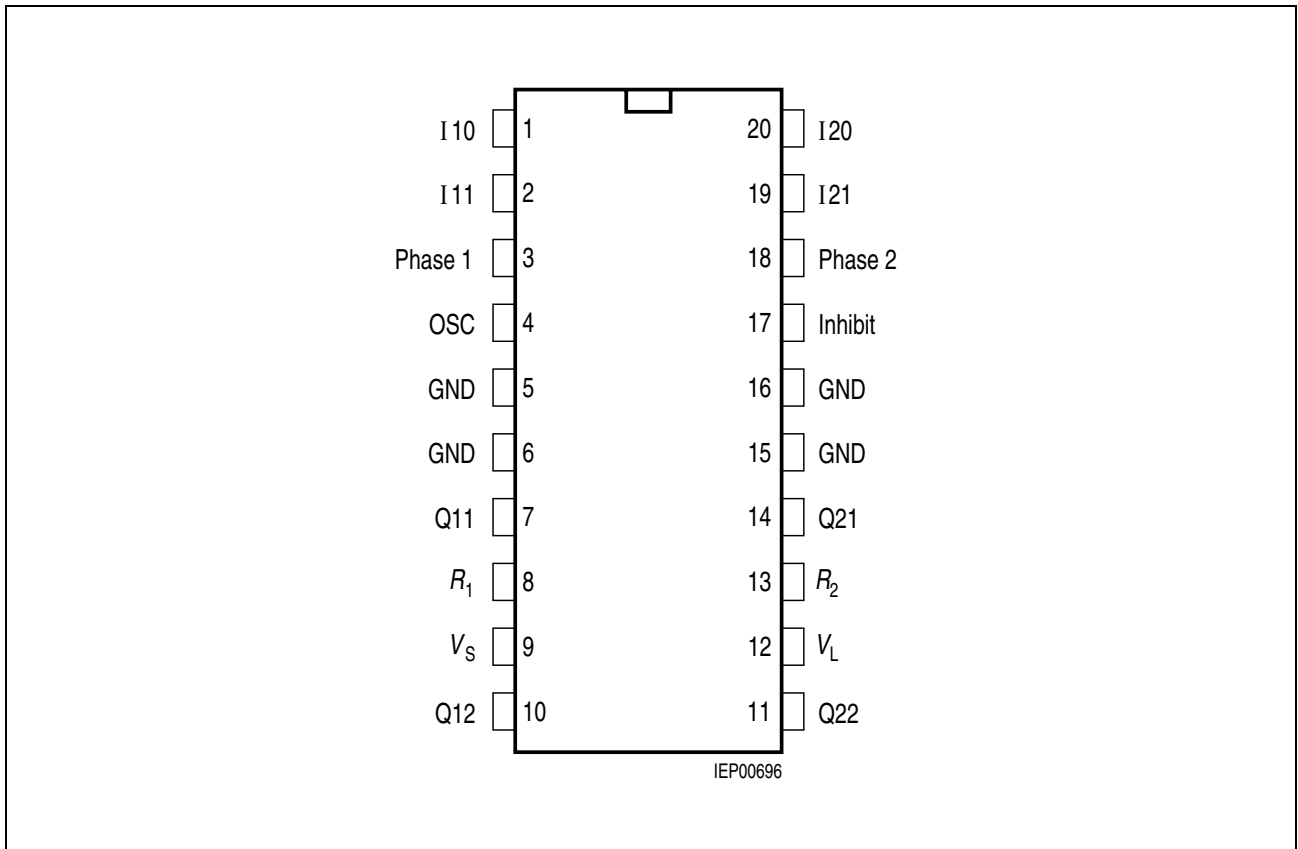 I10 1 20 I20
I11 2 19 I21
Phase 1 3 18 Phase 2
OSC 4 17 Inhibit
GND 5 16 GND
GND 6 15 GND
Q11 7 14 Q21
R1 8 13 R2
VS 9 12 VL
Q12 10 11 Q22
IEP00696